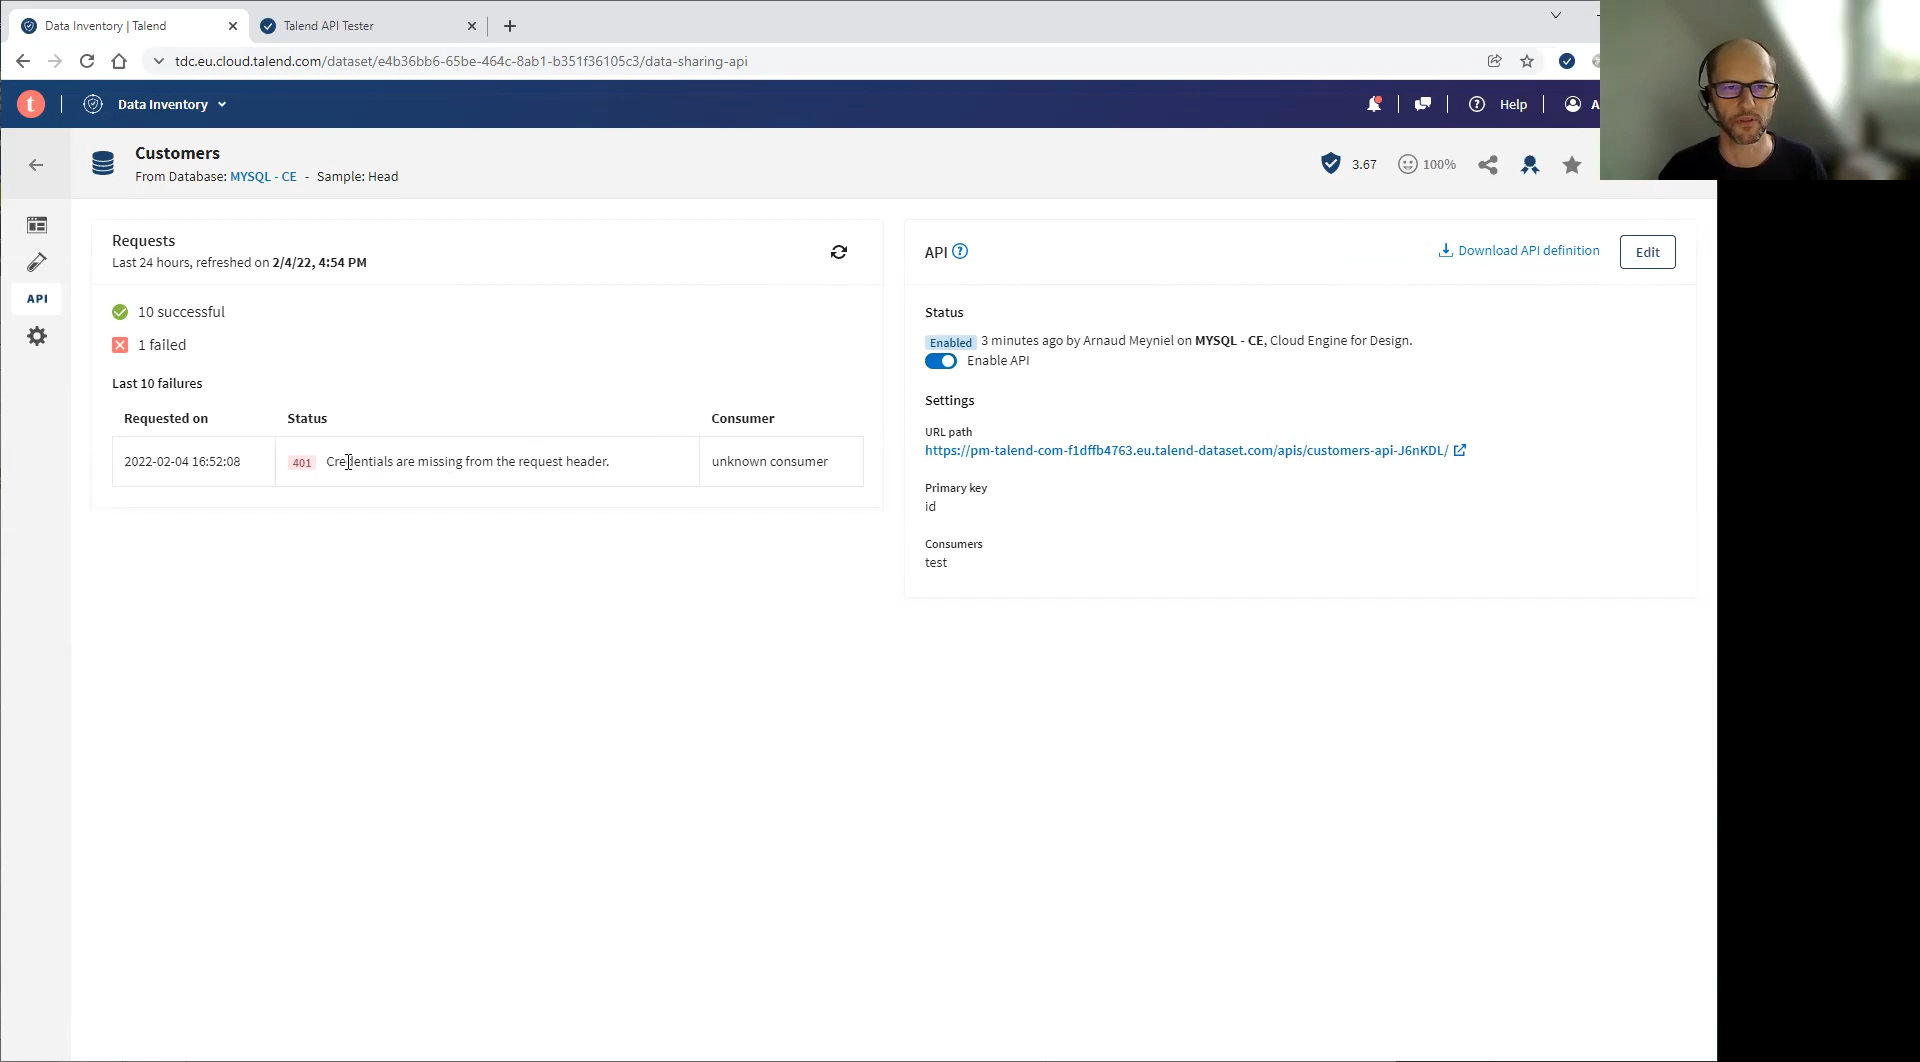 Data Inventory | Talend
Talend API Tester
tdc.eu.cloud.talend.com/dataset/e4b36bb6-65be-464c-8ab1-b351f36105c3/data-sharing-api
t
Data Inventory
Help
A
Customers
From Database: MYSQL - CE - Sample: Head
3.67
100%
API
Requests
Last 24 hours, refreshed on 2/4/22, 4:54 PM
10 successful
1 failed
Last 10 failures
Requested on Status Consumer
2022-02-04 16:52:08 401 Credentials are missing from the request header. unknown consumer
API
Download API definition
Edit
Status
Enabled 3 minutes ago by Arnaud Meyniel on MYSQL - CE, Cloud Engine for Design.
Enable API
Settings
URL path
https://pm-talend-com-f1dffb4763.eu.talend-dataset.com/apis/customers-api-J6nKDL/
Primary key
id
Consumers
test